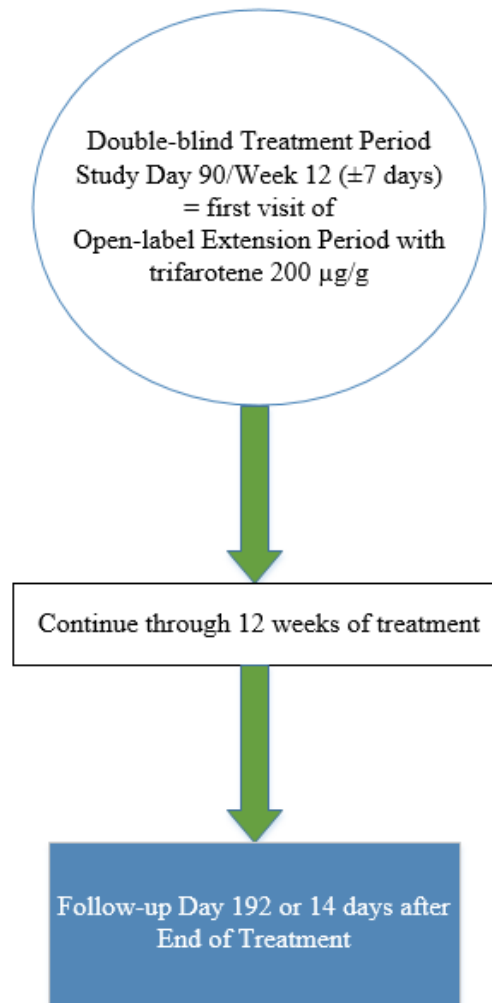 Double-blind Treatment Period
Study Day 90/Week 12 (±7 days)
= first visit of
Open-label Extension Period with
trifarotene 200 µg/g
Continue through 12 weeks of treatment
Follow-up Day 192 or 14 days after
End of Treatment